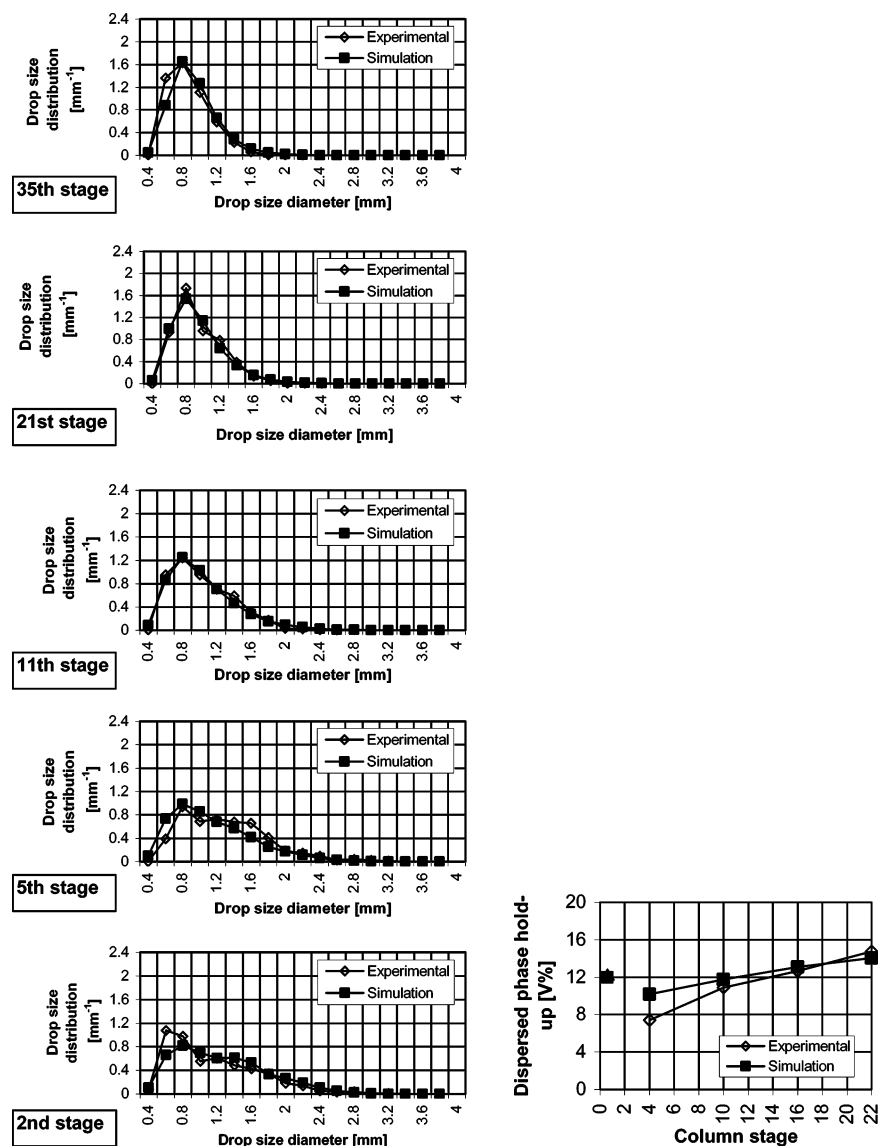 Drop size
distribution
[mm⁻¹]
2.4
2
1.6
1.2
0.8
0.4
0
Experimental
Simulation
0.4
0.8
1.2
1.6
2
2.4
2.8
3.2
3.6
4
Drop size diameter [mm]
35th stage
Drop size
distribution
[mm⁻¹]
2.4
2
1.6
1.2
0.8
0.4
0
Experimental
Simulation
0.4
0.8
1.2
1.6
2
2.4
2.8
3.2
3.6
4
Drop size diameter [mm]
21st stage
Drop size
distribution
[mm⁻¹]
2.4
2
1.6
1.2
0.8
0.4
0
Experimental
Simulation
0.4
0.8
1.2
1.6
2
2.4
2.8
3.2
3.6
4
Drop size diameter [mm]
11th stage
Drop size
distribution
[mm⁻¹]
2.4
2
1.6
1.2
0.8
0.4
0
Experimental
Simulation
0.4
0.8
1.2
1.6
2
2.4
2.8
3.2
3.6
4
Drop size diameter [mm]
5th stage
Drop size
distribution
[mm⁻¹]
2.4
2
1.6
1.2
0.8
0.4
0
Experimental
Simulation
0.4
0.8
1.2
1.6
2
2.4
2.8
3.2
3.6
4
Drop size diameter [mm]
2nd stage
Dispersed phase hold-
up [V%]
20
16
12
8
4
0
Experimental
Simulation
0
2
4
6
8
10
12
14
16
18
20
22
Column stage